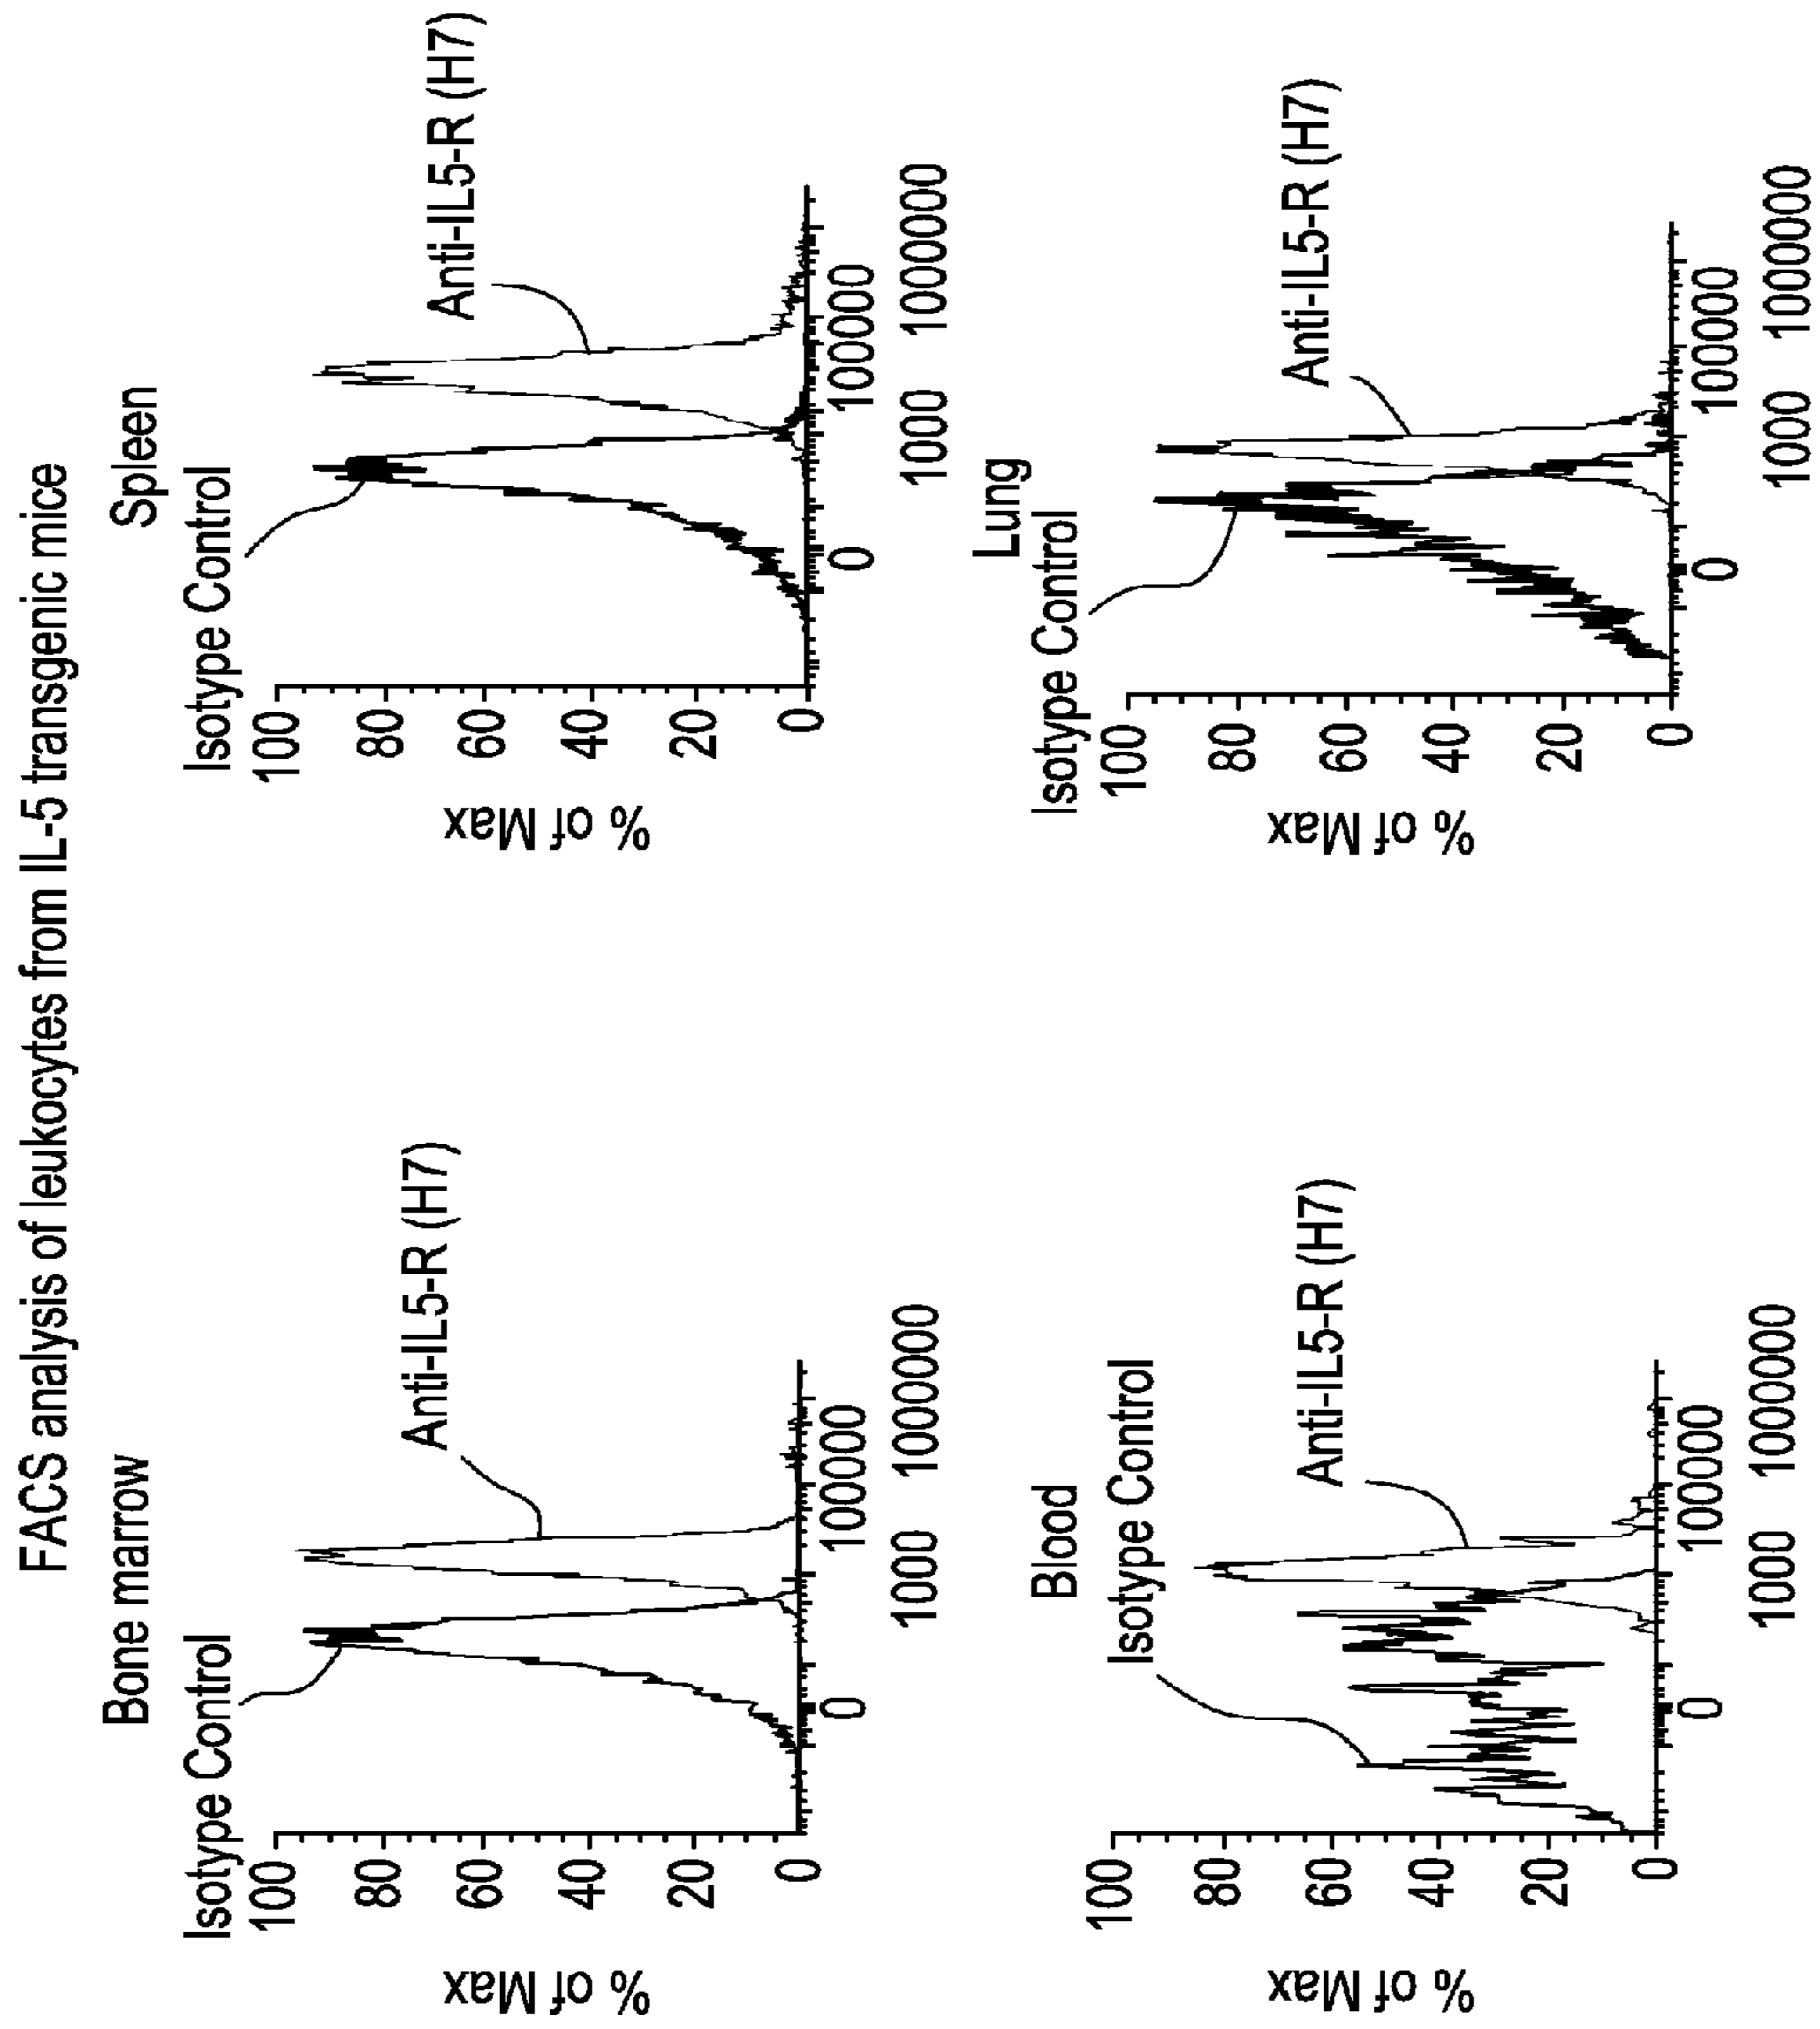 FACS analysis of leukocytes from IL-5 transgenic mice
Bone marrow
Isotype Control
Anti-IL5-R (H7)
% of Max
100
80
60
40
20
0
0
1000
10000
100000
1000000
Spleen
Isotype Control
Anti-IL5-R (H7)
% of Max
100
80
60
40
20
0
0
1000
10000
100000
1000000
Blood
Isotype Control
Anti-IL5-R (H7)
% of Max
100
80
60
40
20
0
0
1000
10000
100000
1000000
Lung
Isotype Control
Anti-IL5-R (H7)
% of Max
100
80
60
40
20
0
0
1000
10000
100000
1000000